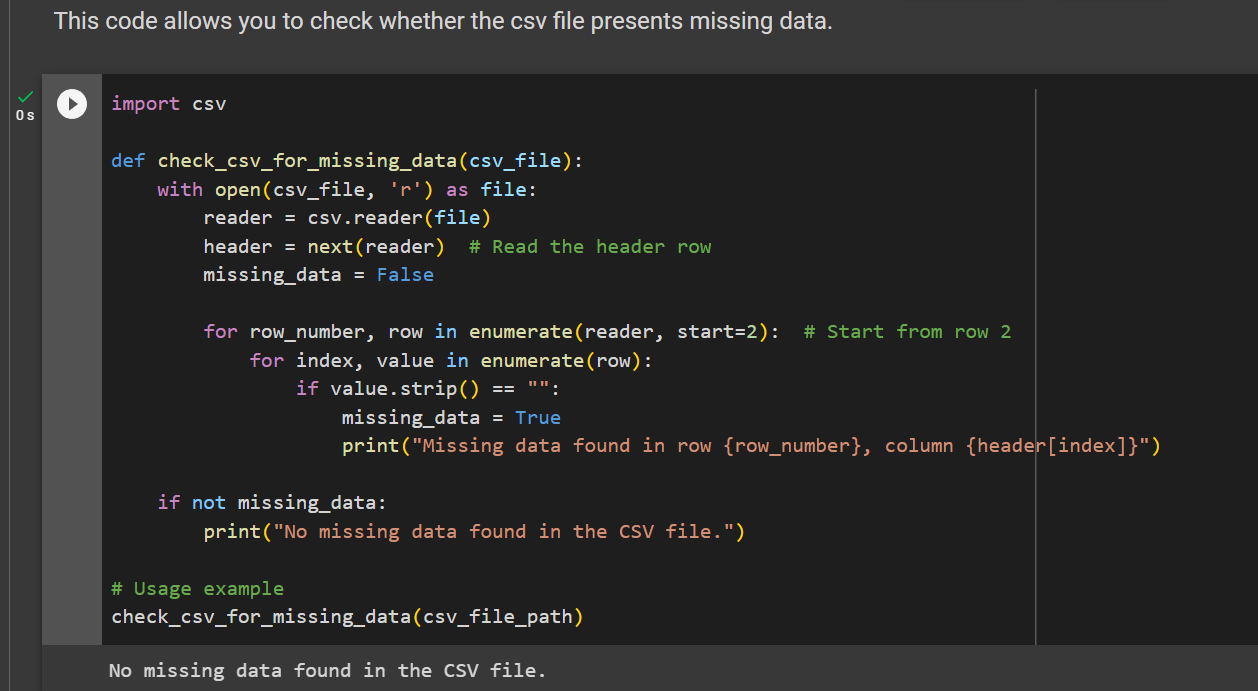 This code allows you to check whether the csv file presents missing data.
0 s
import csv
def check_csv_for_missing_data(csv_file):
    with open(csv_file, 'r') as file:
        reader = csv.reader(file)
        header = next(reader)  # Read the header row
        missing_data = False
        for row_number, row in enumerate(reader, start=2):  # Start from row 2
            for index, value in enumerate(row):
                if value.strip() == "":
                    missing_data = True
                    print("Missing data found in row {row_number}, column {header[index]}")
    if not missing_data:
        print("No missing data found in the CSV file.")
# Usage example
check_csv_for_missing_data(csv_file_path)
No missing data found in the CSV file.